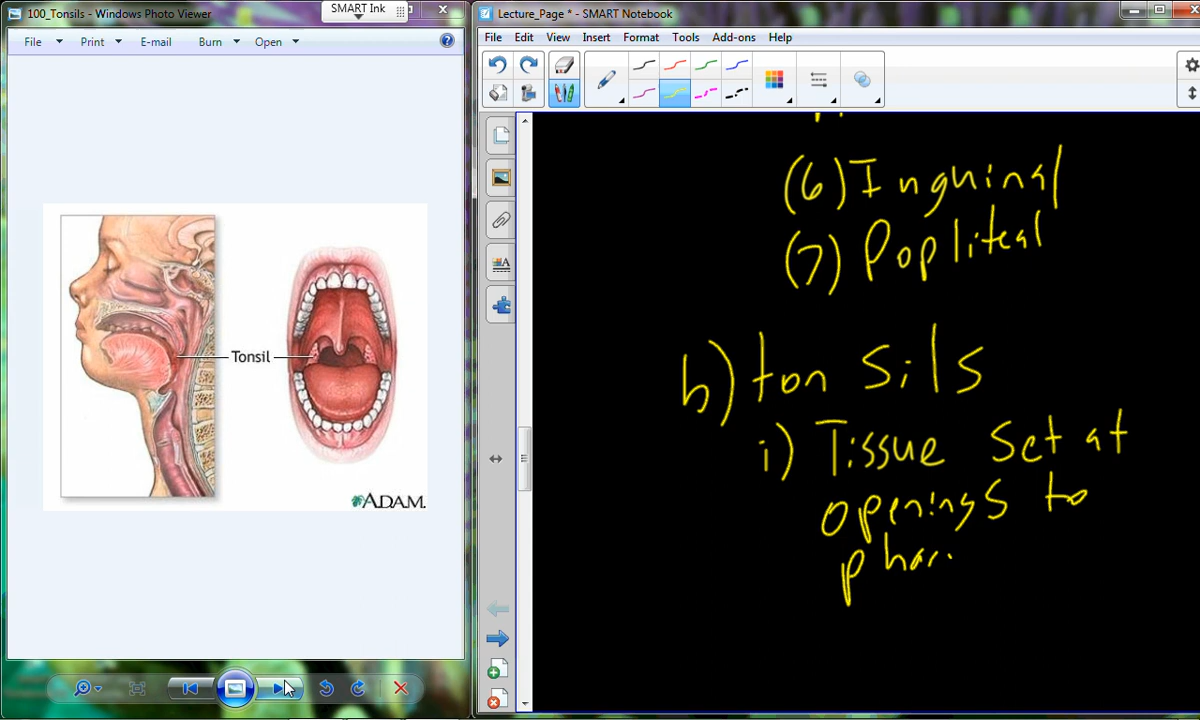 100_Tonsils - Windows Photo Viewer
SMART Ink
File Print E-mail Burn Open
Tonsil
ADAM.
Lecture_Page * - SMART Notebook
File Edit View Insert Format Tools Add-ons Help
(6) Inguinal
(7) Popliteal
b) tonsils
i) Tissue set at
openings to
phar.